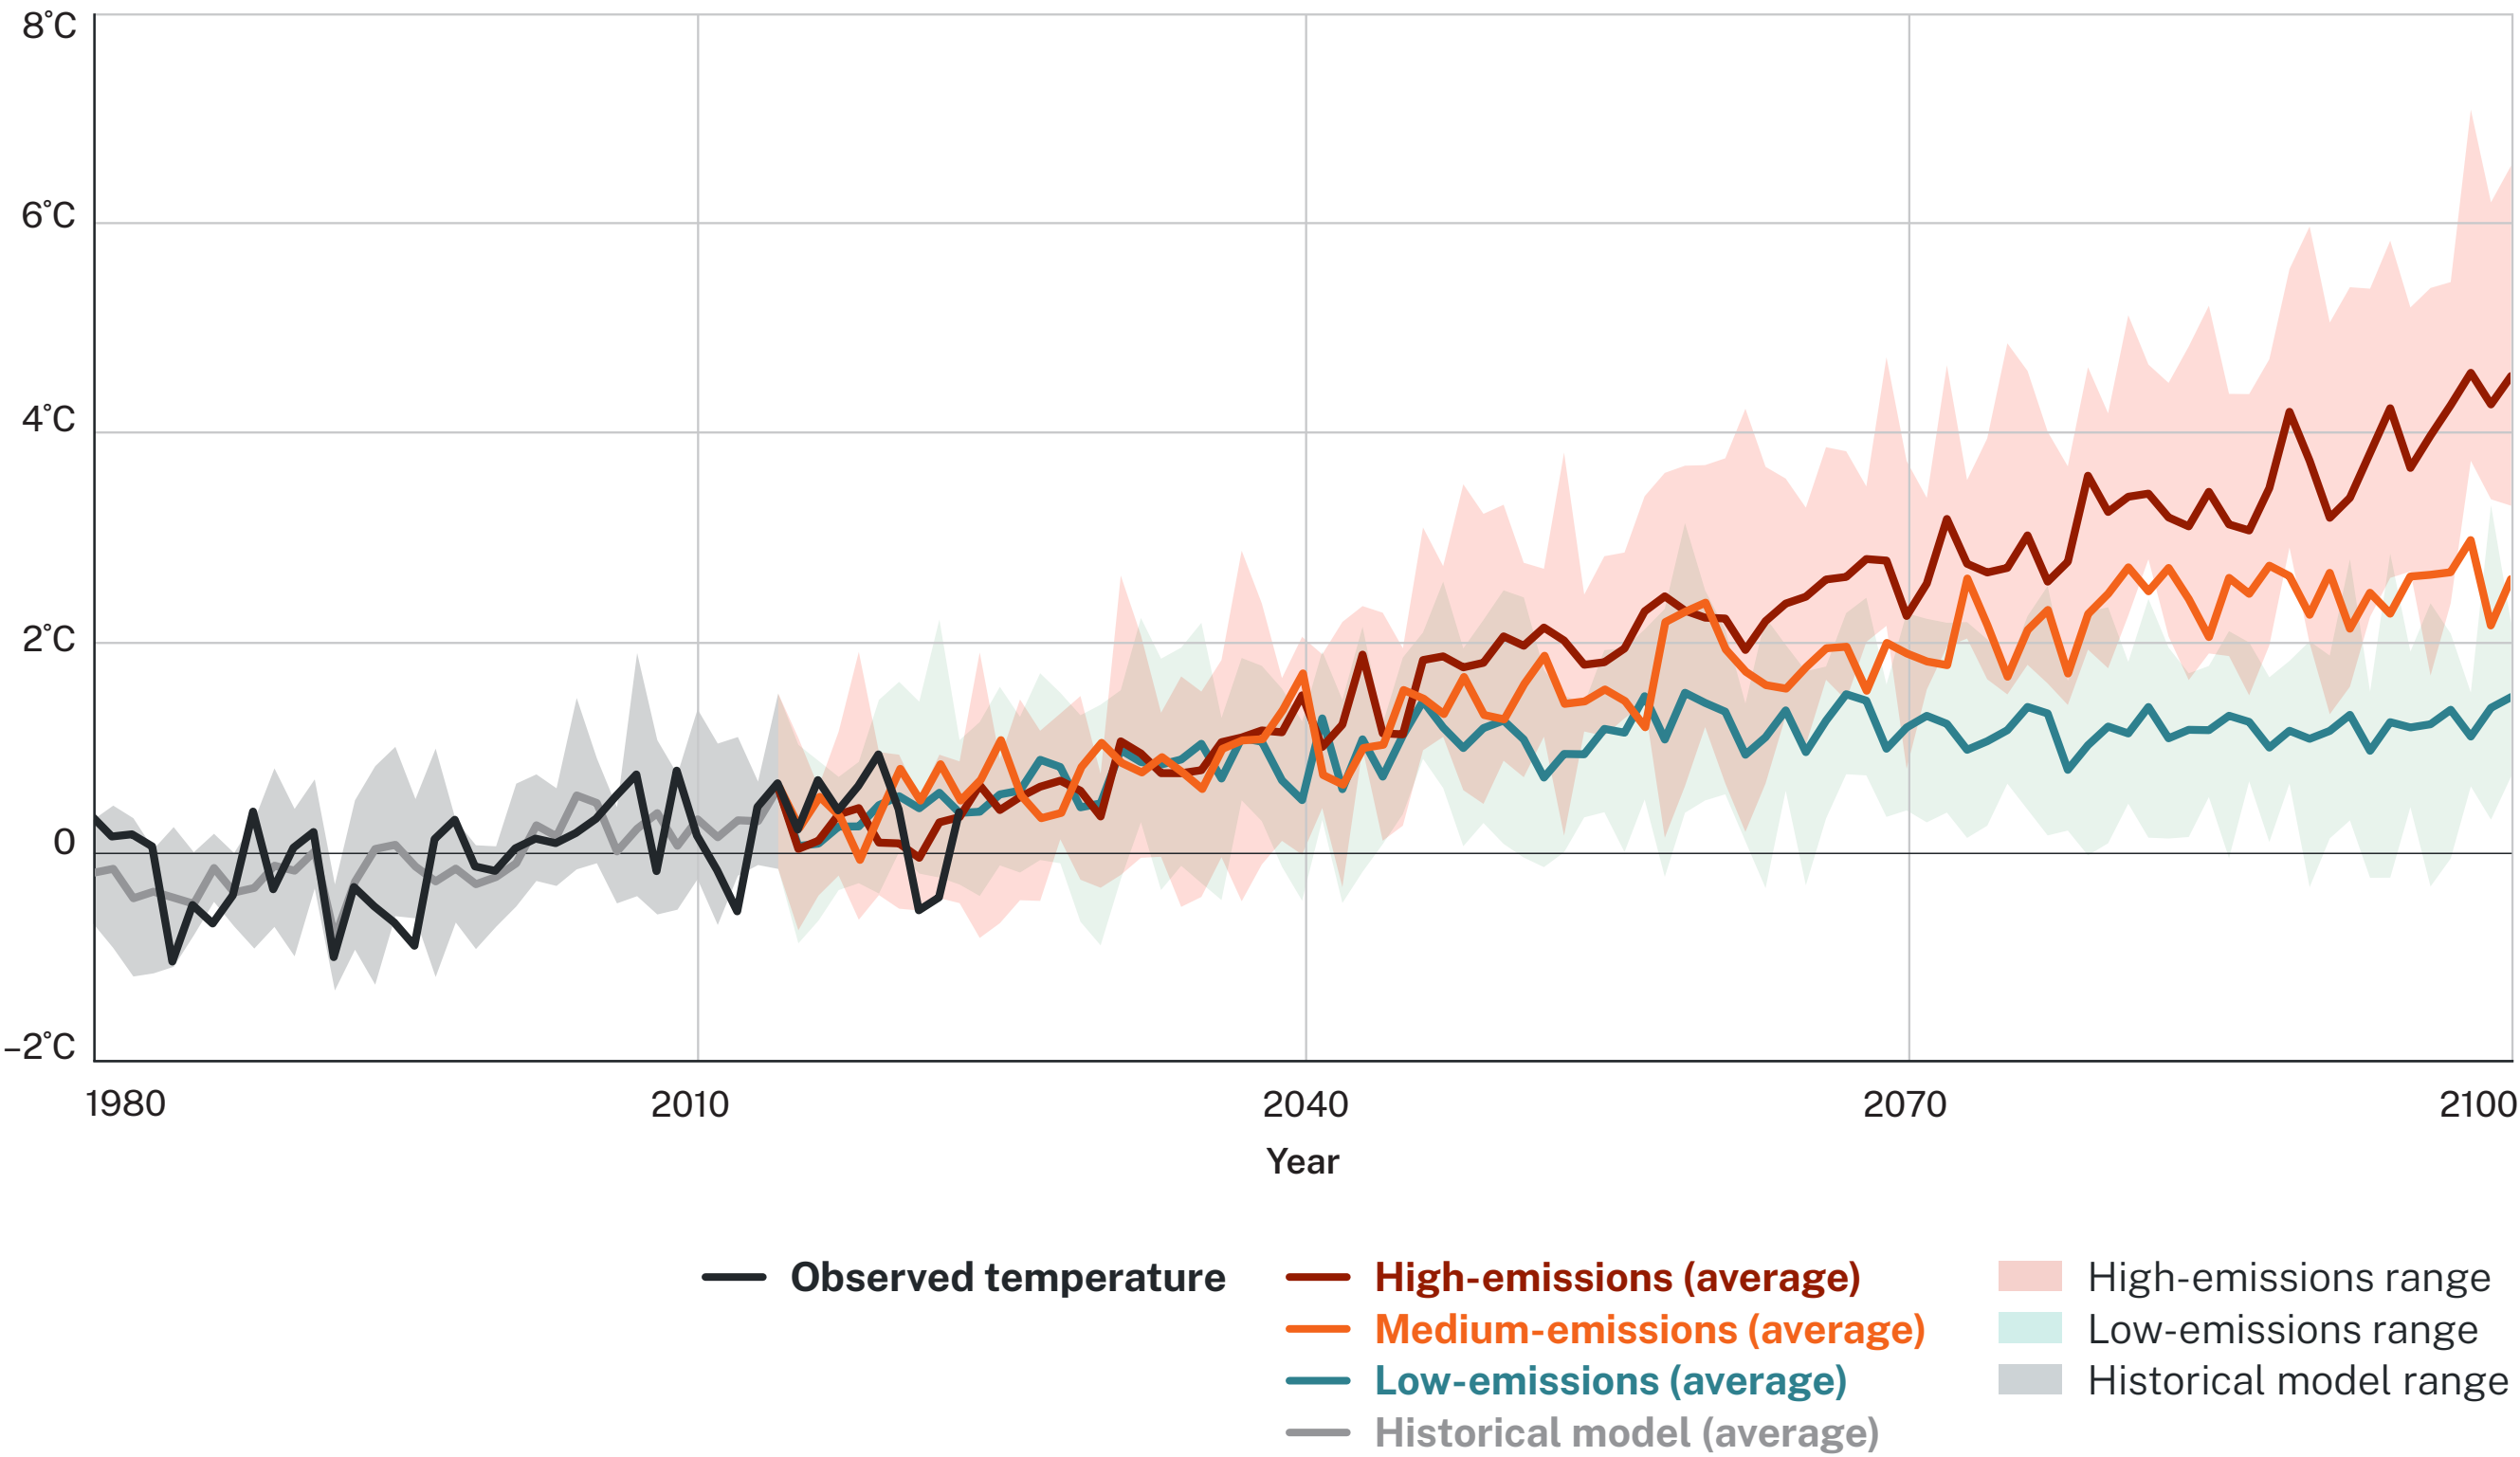 8°C
6°C
4°C
2°C
0
–2°C
1980 2010 2040 2070 2100
Year
Observed temperature
High-emissions (average)
Medium-emissions (average)
Low-emissions (average)
Historical model (average)
High-emissions range
Low-emissions range
Historical model range